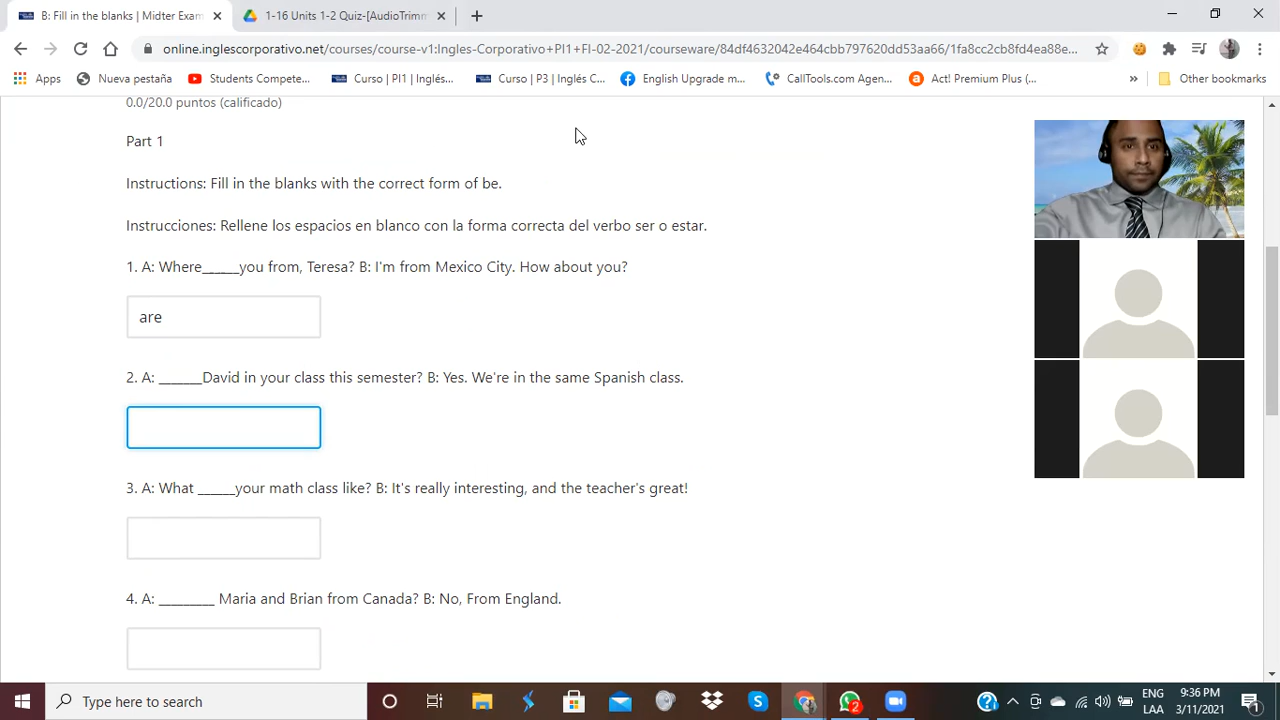 B: Fill in the blanks | Midter Exam
1-16 Units 1-2 Quiz-[AudioTrimm
online.inglescorporativo.net/courses/course-v1:Ingles-Corporativo+PI1+FI-02-2021/courseware/84df4632042e464cbb797620dd53aa66/1fa8cc2cb8fd4ea88e...
Apps
Nueva pestaña
Students Compete...
Curso | PI1 | Inglés...
Curso | P3 | Inglés C...
English Upgrade m...
CallTools.com Agen...
Act! Premium Plus (...
»
Other bookmarks
0.0/20.0 puntos (calificado)
Part 1
Instructions: Fill in the blanks with the correct form of be.
Instrucciones: Rellene los espacios en blanco con la forma correcta del verbo ser o estar.
1. A: Where______you from, Teresa? B: I'm from Mexico City. How about you?
are
2. A: _______David in your class this semester? B: Yes. We're in the same Spanish class.
3. A: What ______your math class like? B: It's really interesting, and the teacher's great!
4. A: _________ Maria and Brian from Canada? B: No, From England.
Type here to search
2
ENG
LAA
9:36 PM
3/11/2021
1